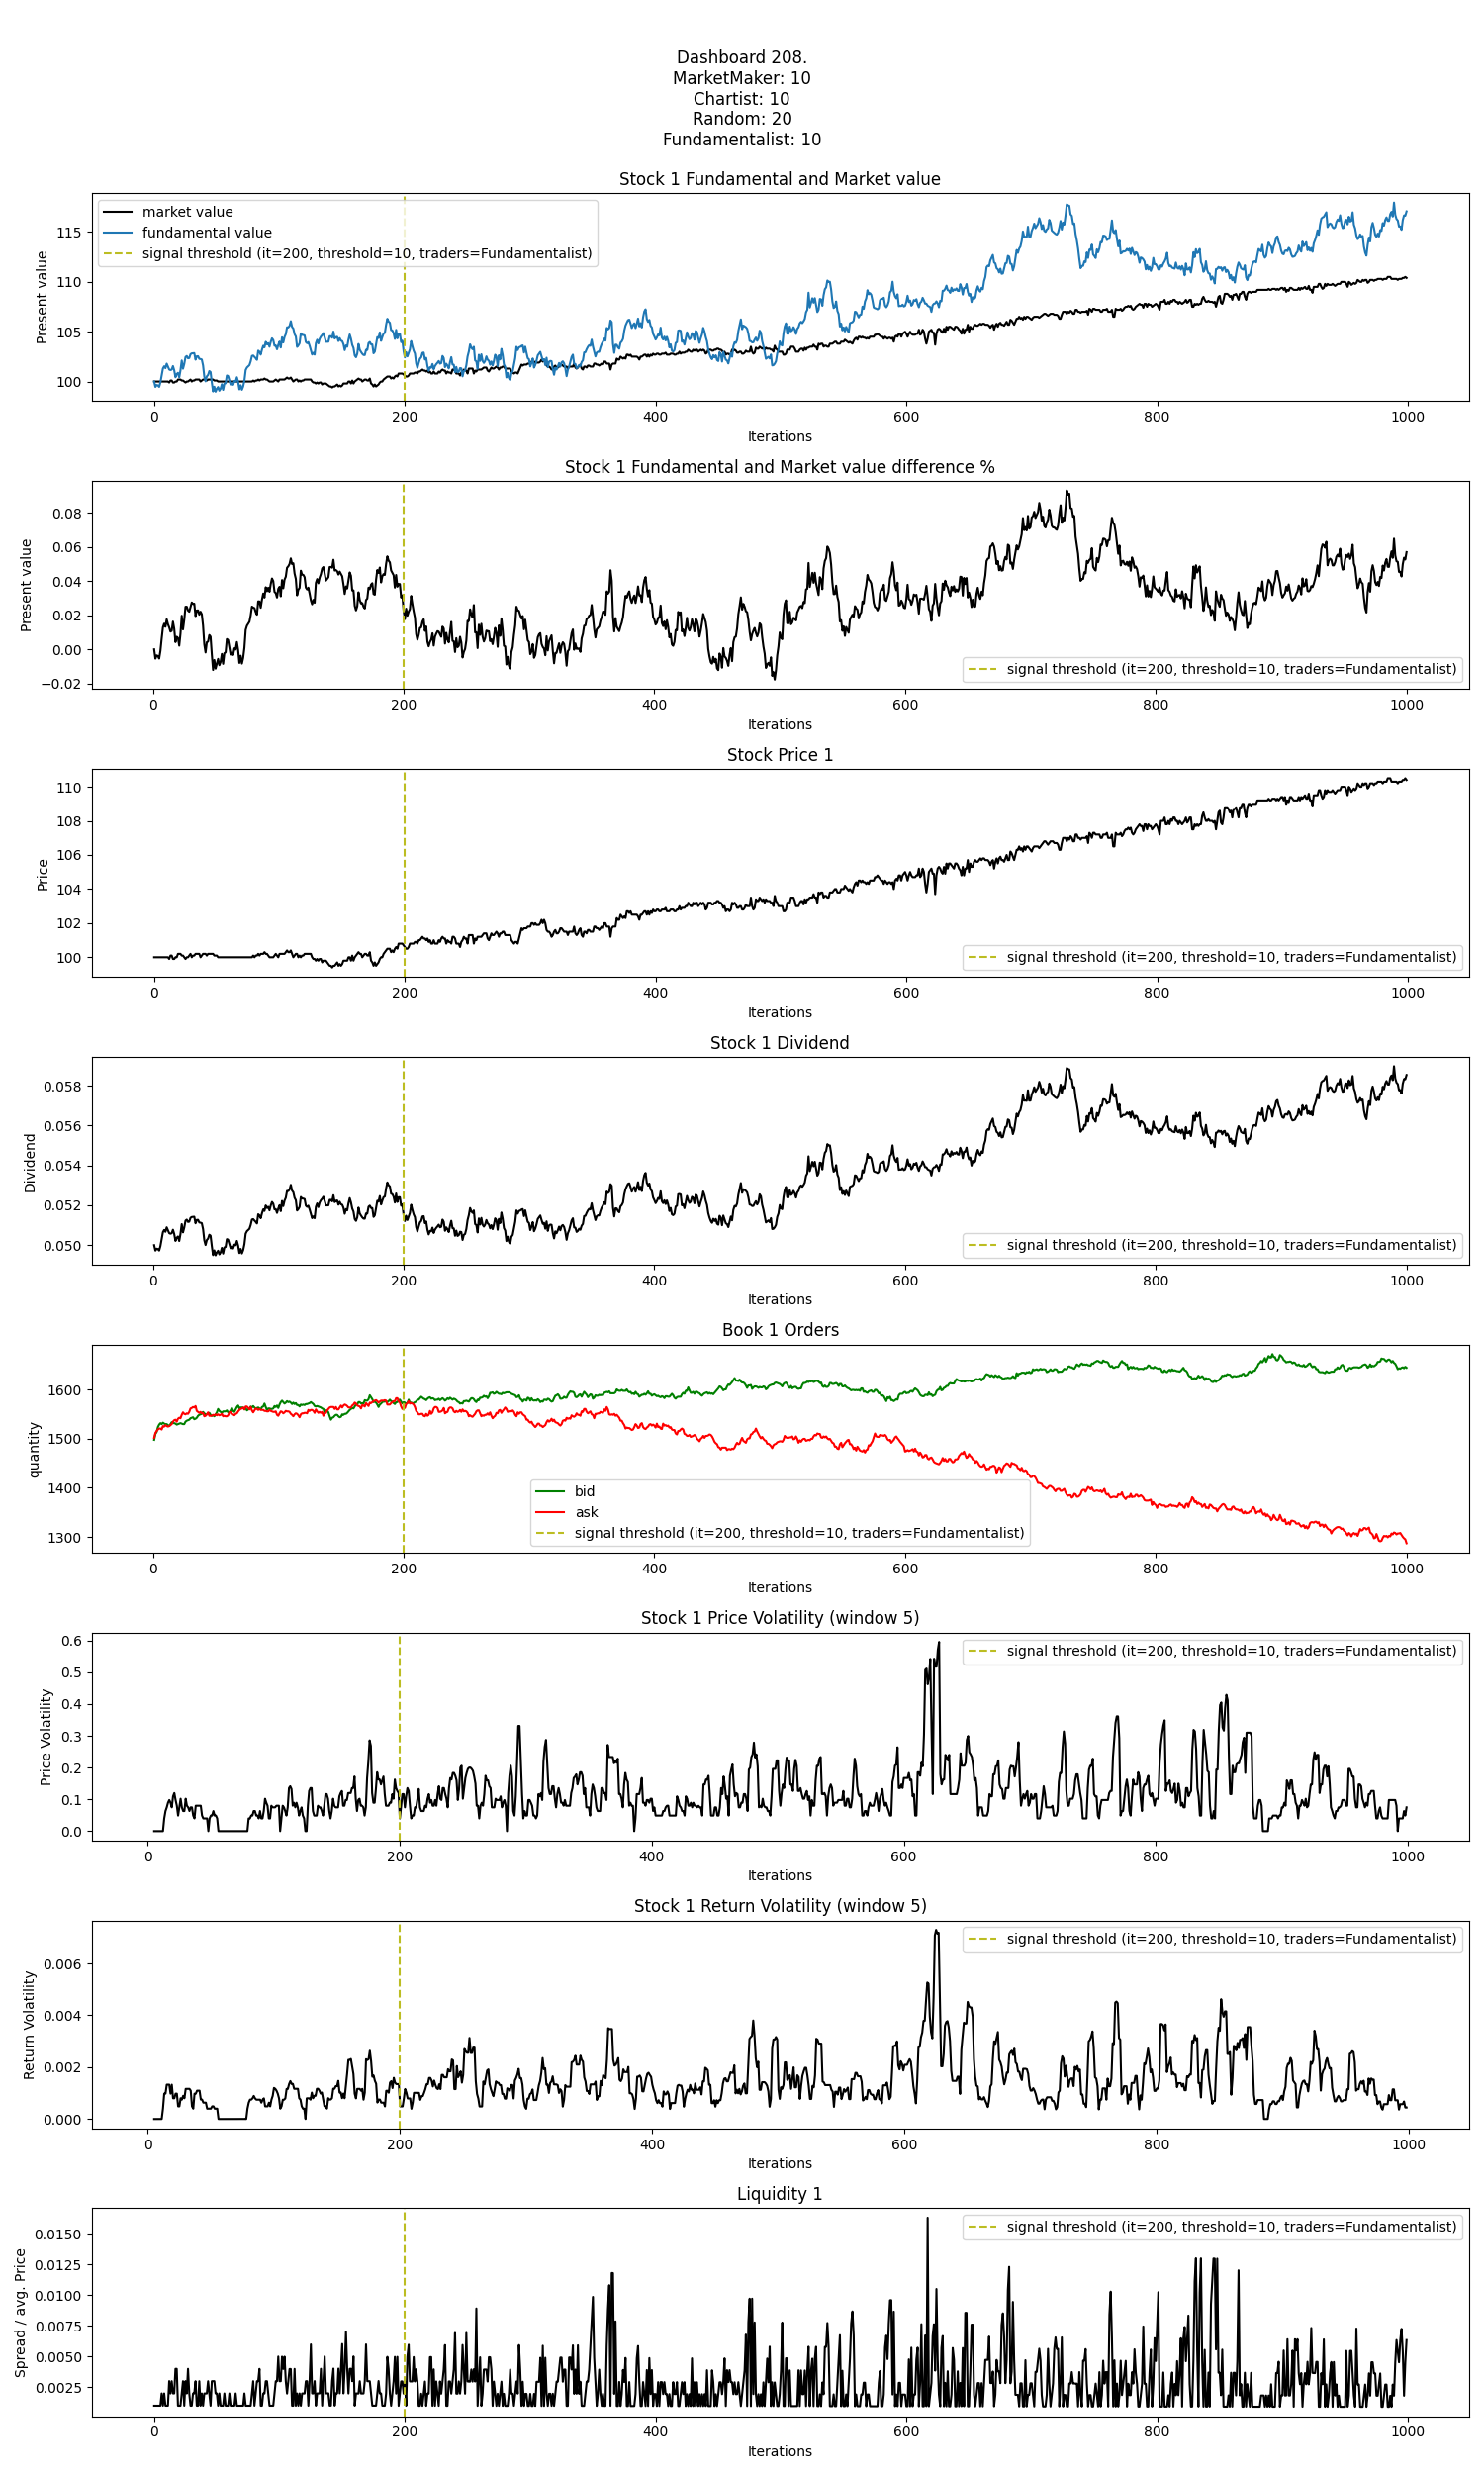 Dashboard 208.
MarketMaker: 10
Chartist: 10
Random: 20
Fundamentalist: 10
Stock 1 Fundamental and Market value
market value
fundamental value
signal threshold (it=200, threshold=10, traders=Fundamentalist)
Present value
115
110
105
100
0 200 400 600 800 1000
Iterations
Stock 1 Fundamental and Market value difference %
Present value
0.08
0.06
0.04
0.02
0.00
−0.02
signal threshold (it=200, threshold=10, traders=Fundamentalist)
0 200 400 600 800 1000
Iterations
Stock Price 1
Price
110
108
106
104
102
100
signal threshold (it=200, threshold=10, traders=Fundamentalist)
0 200 400 600 800 1000
Iterations
Stock 1 Dividend
Dividend
0.058
0.056
0.054
0.052
0.050
signal threshold (it=200, threshold=10, traders=Fundamentalist)
0 200 400 600 800 1000
Iterations
Book 1 Orders
quantity
1600
1500
1400
1300
bid
ask
signal threshold (it=200, threshold=10, traders=Fundamentalist)
0 200 400 600 800 1000
Iterations
Stock 1 Price Volatility (window 5)
signal threshold (it=200, threshold=10, traders=Fundamentalist)
Price Volatility
0.6
0.5
0.4
0.3
0.2
0.1
0.0
0 200 400 600 800 1000
Iterations
Stock 1 Return Volatility (window 5)
signal threshold (it=200, threshold=10, traders=Fundamentalist)
Return Volatility
0.006
0.004
0.002
0.000
0 200 400 600 800 1000
Iterations
Liquidity 1
signal threshold (it=200, threshold=10, traders=Fundamentalist)
Spread / avg. Price
0.0150
0.0125
0.0100
0.0075
0.0050
0.0025
0 200 400 600 800 1000
Iterations